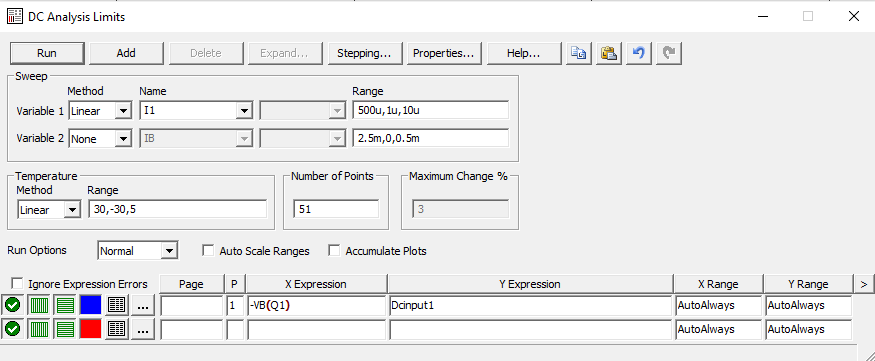 DC Analysis Limits
Run Add Delete Expand... Stepping... Properties... Help...
Sweep
Method Name Range
Variable 1 Linear I1 500u,1u,10u
Variable 2 None IB 2.5m,0,0.5m
Temperature Number of Points Maximum Change %
Method Range
Linear 30,-30,5 51 3
Run Options Normal Auto Scale Ranges Accumulate Plots
Ignore Expression Errors Page P X Expression Y Expression X Range Y Range >
... 1 -VB(Q1) Dcinput1 AutoAlways AutoAlways
... AutoAlways AutoAlways